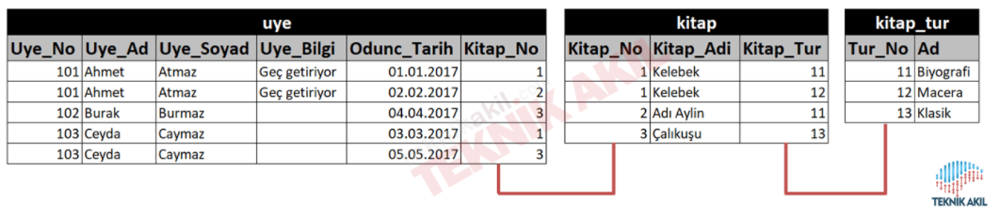 uye kitap kitap_tur
Uye_No Uye_Ad Uye_Soyad Uye_Bilgi Odunc_Tarih Kitap_No Kitap_No Kitap_Adi Kitap_Tur Tur_No Ad
101 Ahmet Atmaz Geç getiriyor 01.01.2017 1 1 Kelebek 11 11 Biyografi
101 Ahmet Atmaz Geç getiriyor 02.02.2017 2 1 Kelebek 12 12 Macera
102 Burak Burmaz 04.04.2017 3 2 Adı Aylin 11 13 Klasik
103 Ceyda Caymaz 03.03.2017 1 3 Çalıkuşu 13
103 Ceyda Caymaz 05.05.2017 3
TEKNİK AKIL
TEKNİK AKIL